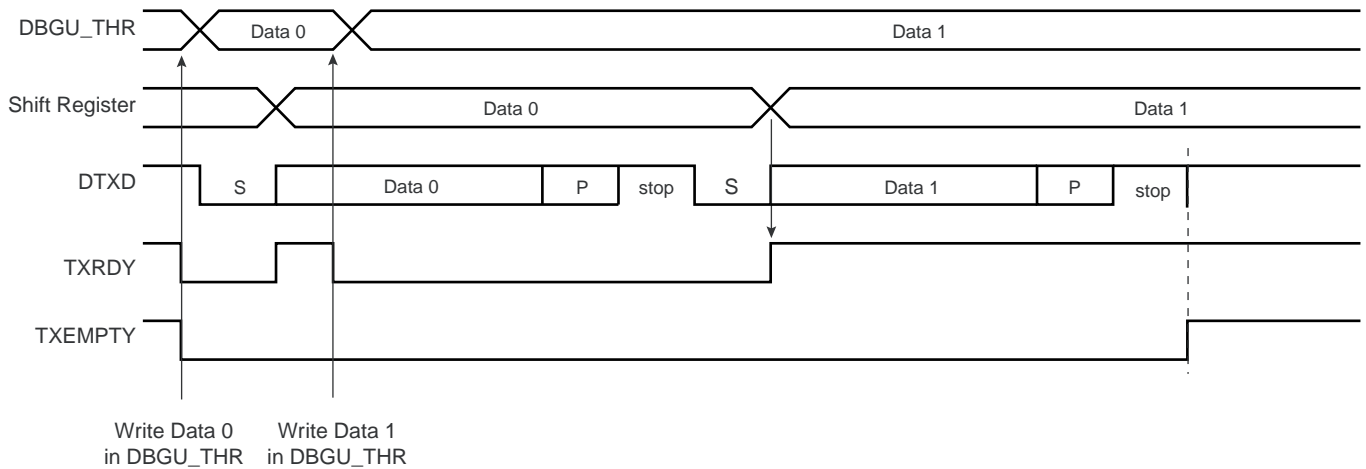 DBGU_THR Data 0 Data 1
Shift Register Data 0 Data 1
DTXD S Data 0 P stop S Data 1 P stop
TXRDY
TXEMPTY
Write Data 0 Write Data 1
in DBGU_THR in DBGU_THR